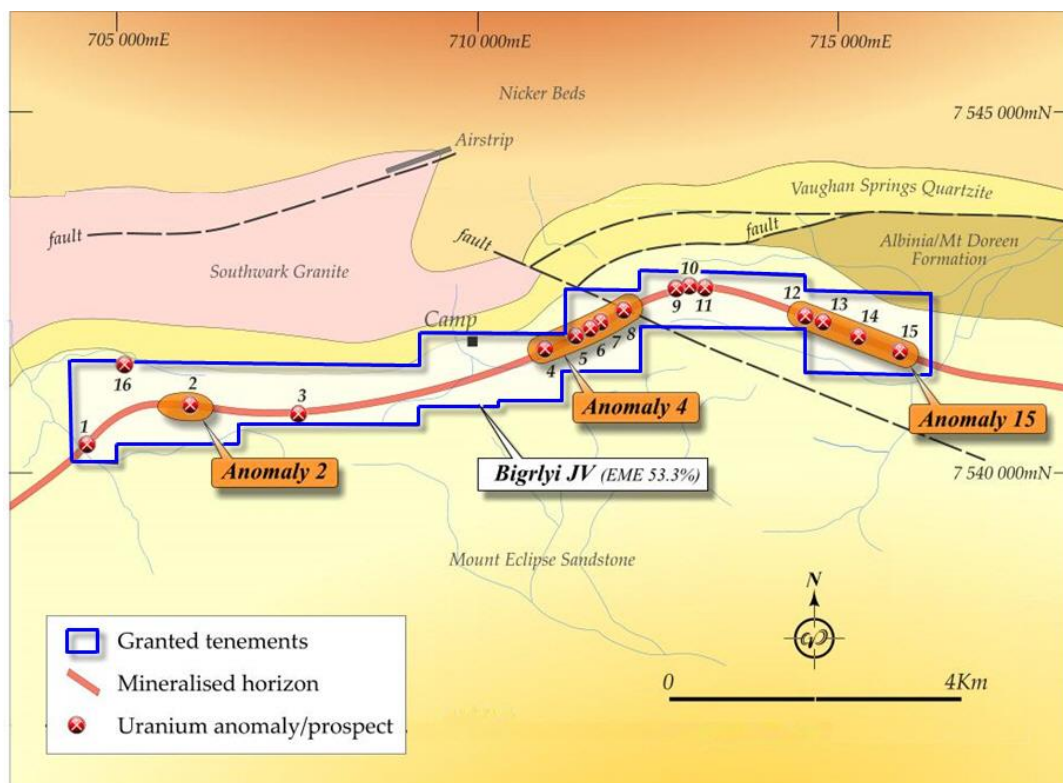 705 000mE
710 000mE
715 000mE
Nicker Beds
7 545 000mN
Airstrip
Vaughan Springs Quartzite
fault
fault
fault
Albinia/Mt Doreen
Formation
Southwark Granite
Camp
10
9
11
12
13
14
15
16
1
2
3
4
5
6
7
8
Anomaly 2
Anomaly 4
Anomaly 15
Bigrlyi JV (EME 53.3%)
7 540 000mN
Mount Eclipse Sandstone
N
Granted tenements
Mineralised horizon
Uranium anomaly/prospect
0
4Km